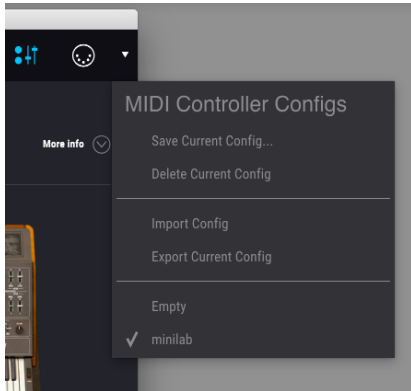 MIDI Controller Configs
Save Current Config...
More info
Delete Current Config
Import Config
Export Current Config
Empty
minilab